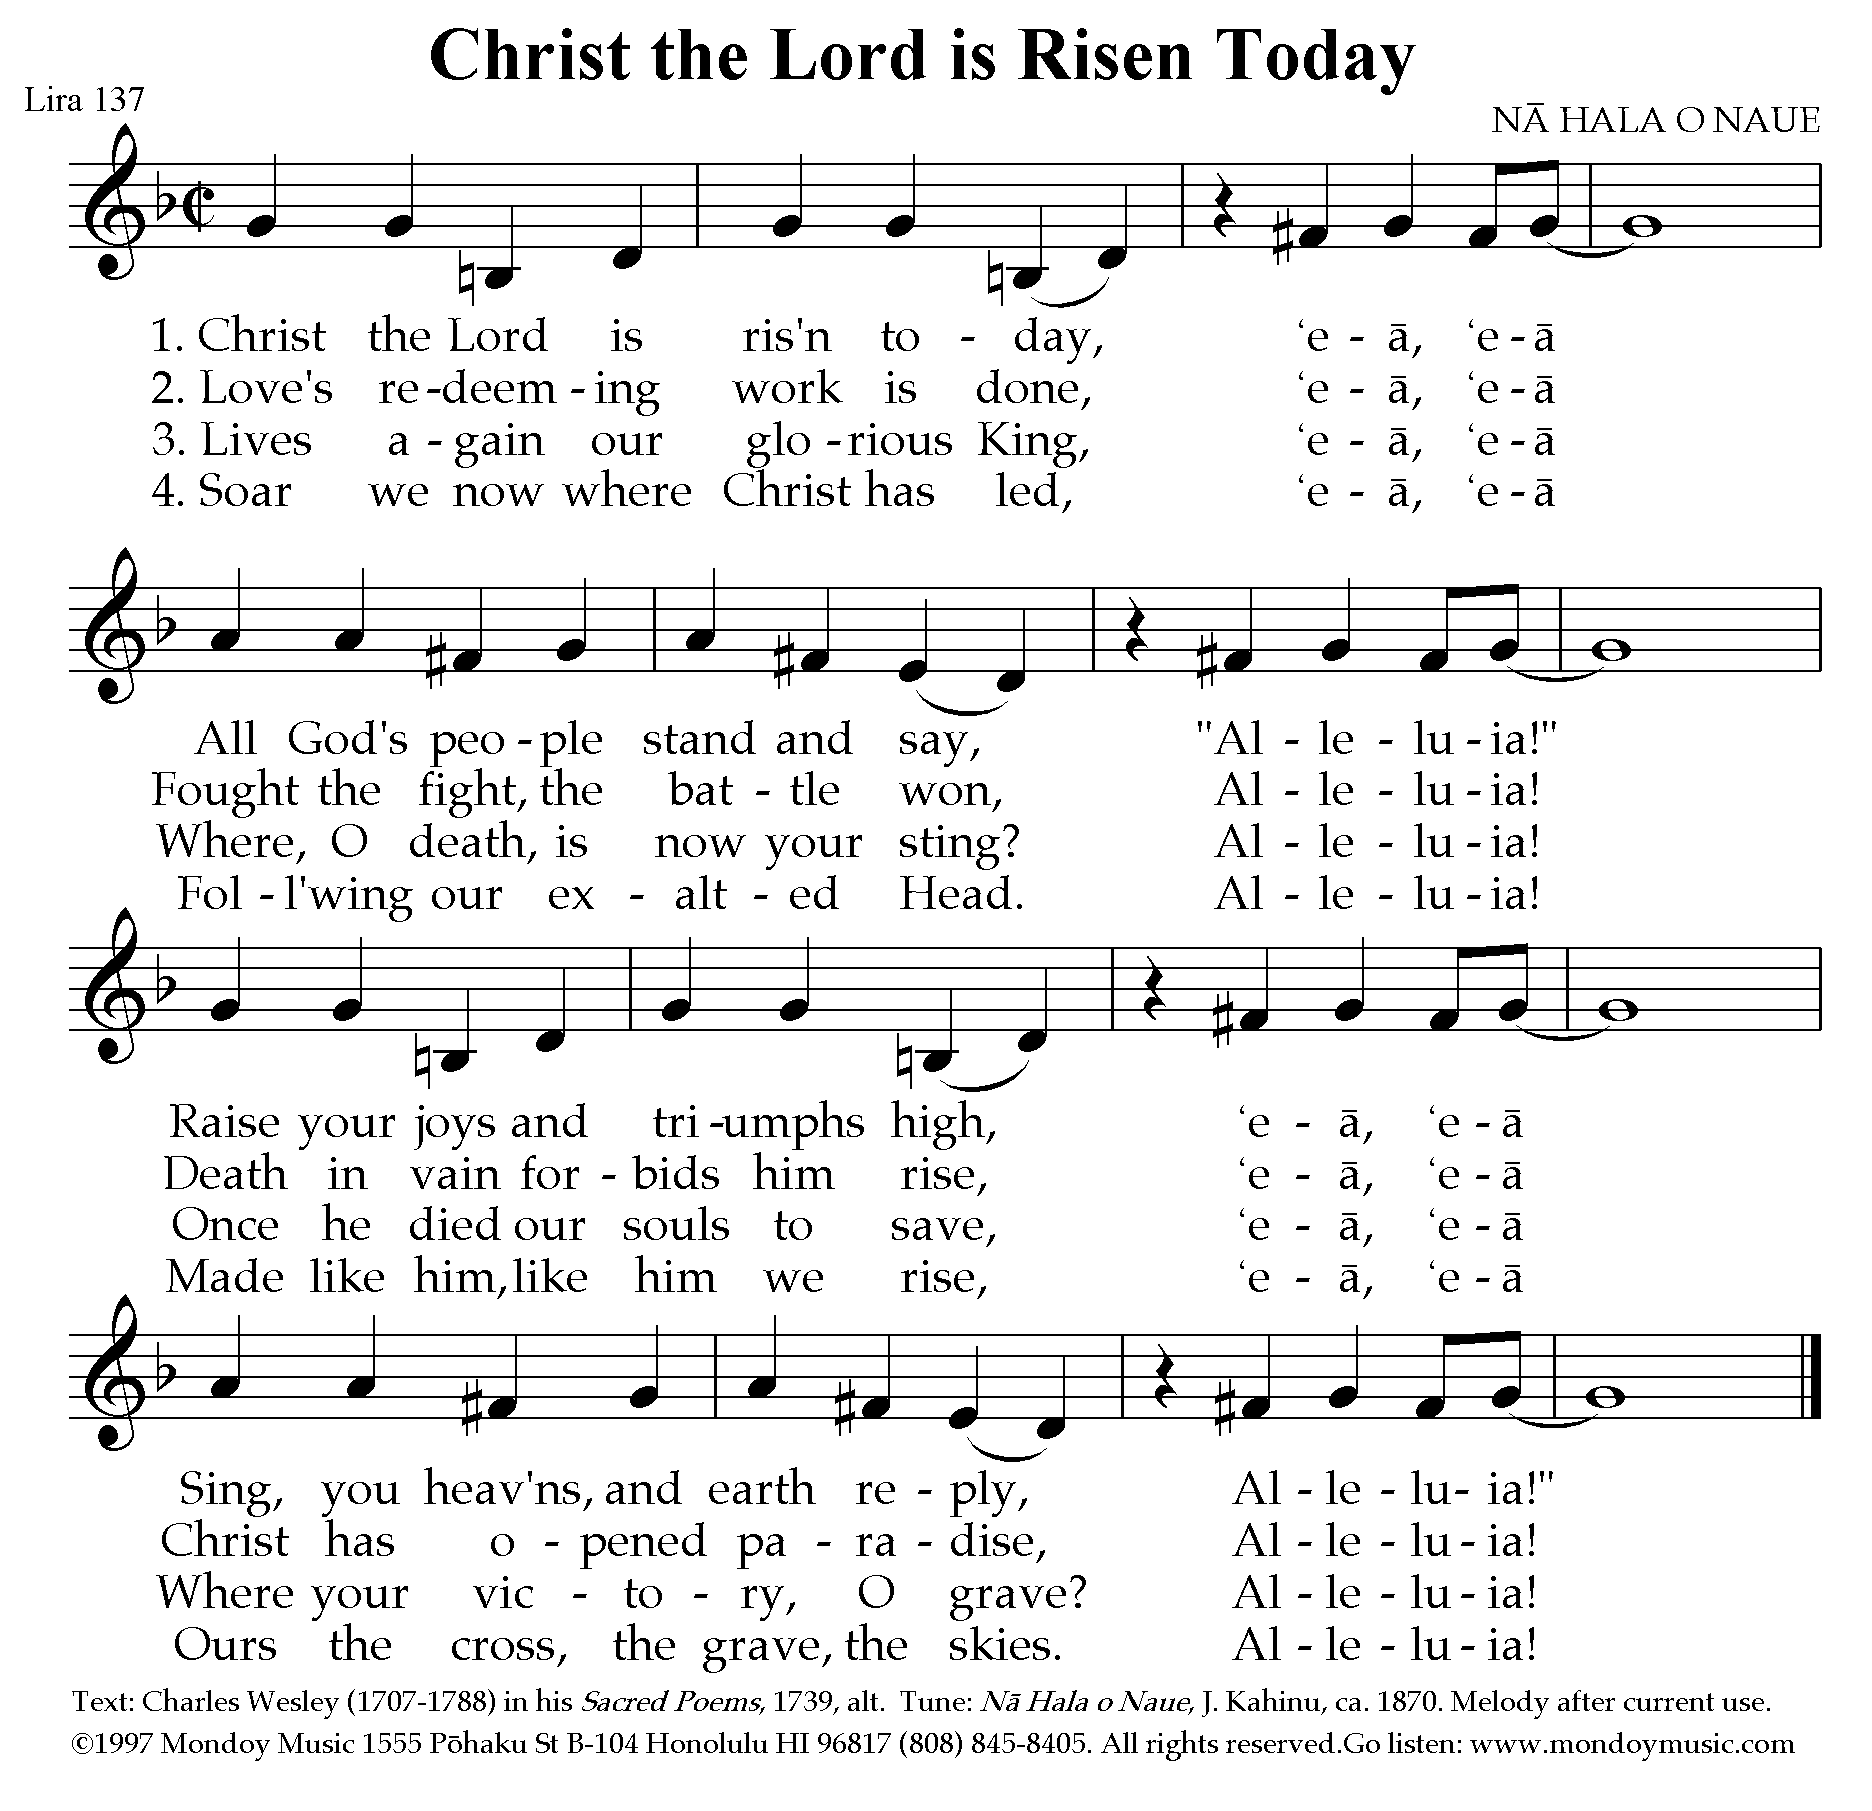 Christ the Lord is Risen Today
Lira 137
NĀ HALA O NAUE
1. Christ the Lord is ris'n to - day, ʻe - ā, ʻe - ā
2. Love's re - deem - ing work is done, ʻe - ā, ʻe - ā
3. Lives a - gain our glo - rious King, ʻe - ā, ʻe - ā
4. Soar we now where Christ has led, ʻe - ā, ʻe - ā
All God's peo - ple stand and say, "Al - le - lu - ia!"
Fought the fight, the bat - tle won, Al - le - lu - ia!
Where, O death, is now your sting? Al - le - lu - ia!
Fol - l'wing our ex - alt - ed Head. Al - le - lu - ia!
Raise your joys and tri - umphs high, ʻe - ā, ʻe - ā
Death in vain for - bids him rise, ʻe - ā, ʻe - ā
Once he died our souls to save, ʻe - ā, ʻe - ā
Made like him, like him we rise, ʻe - ā, ʻe - ā
Sing, you heav'ns, and earth re - ply, Al - le - lu - ia!"
Christ has o - pened pa - ra - dise, Al - le - lu - ia!
Where your vic - to - ry, O grave? Al - le - lu - ia!
Ours the cross, the grave, the skies. Al - le - lu - ia!
Text: Charles Wesley (1707-1788) in his Sacred Poems, 1739, alt. Tune: Nā Hala o Naue, J. Kahinu, ca. 1870. Melody after current use.
©1997 Mondoy Music 1555 Pōhaku St B-104 Honolulu HI 96817 (808) 845-8405. All rights reserved.Go listen: www.mondoymusic.com